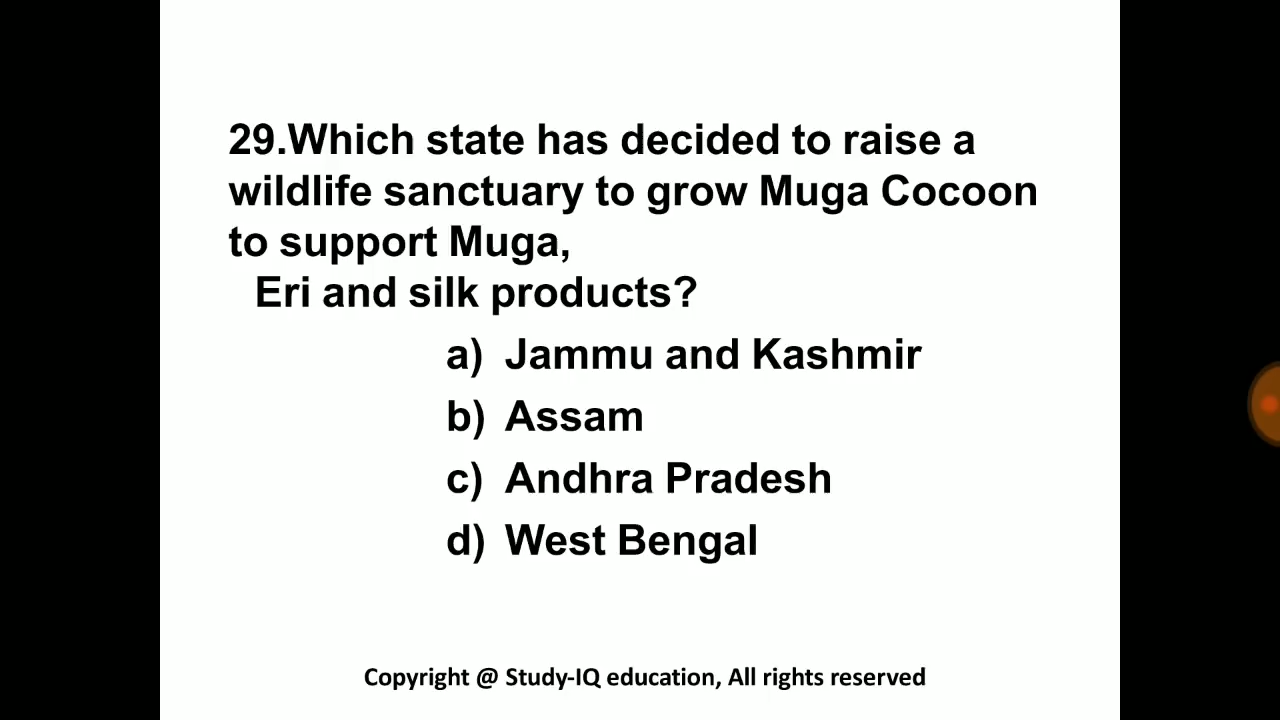 29.Which state has decided to raise a
wildlife sanctuary to grow Muga Cocoon
to support Muga,
Eri and silk products?
a) Jammu and Kashmir
b) Assam
c) Andhra Pradesh
d) West Bengal
Copyright @ Study-IQ education, All rights reserved